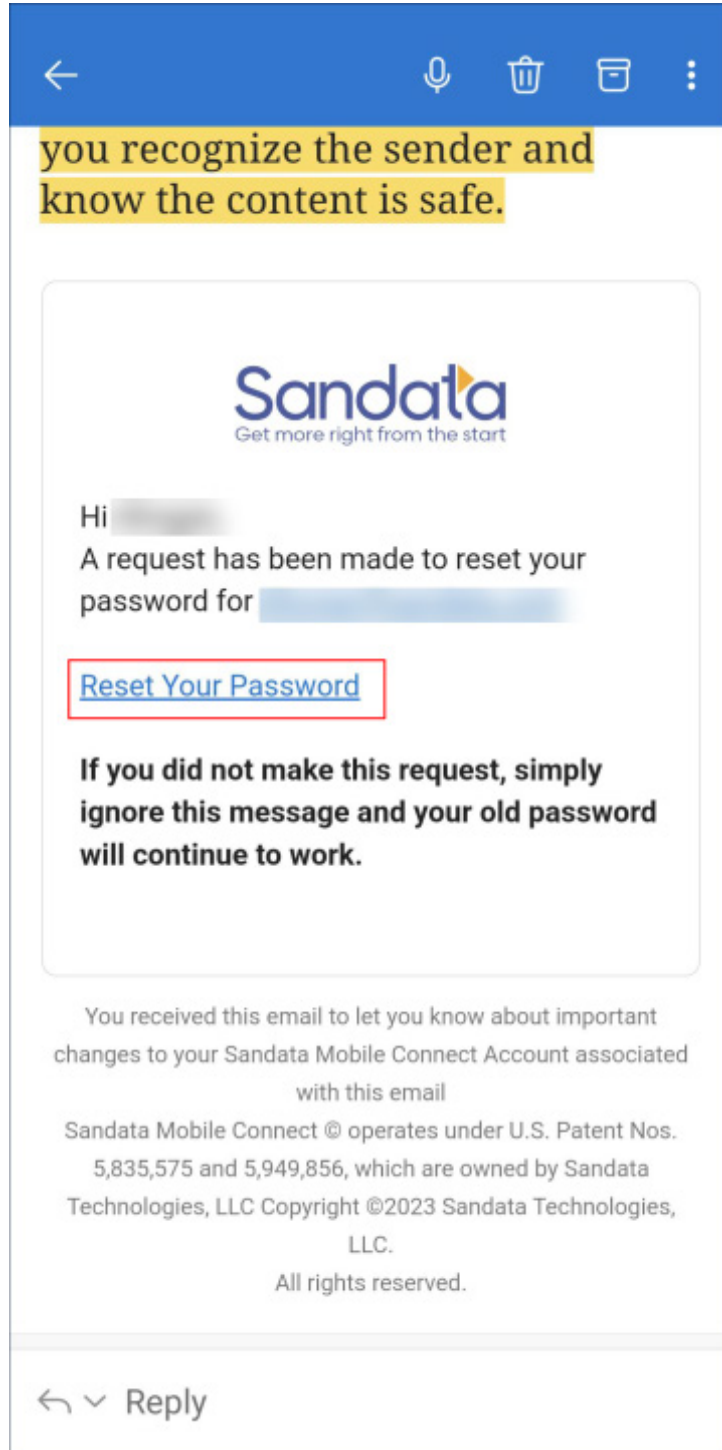 you recognize the sender and
know the content is safe.
Sandata
Get more right from the start
Hi
A request has been made to reset your
password for
Reset Your Password
If you did not make this request, simply
ignore this message and your old password
will continue to work.
You received this email to let you know about important
changes to your Sandata Mobile Connect Account associated
with this email
Sandata Mobile Connect © operates under U.S. Patent Nos.
5,835,575 and 5,949,856, which are owned by Sandata
Technologies, LLC Copyright ©2023 Sandata Technologies,
LLC.
All rights reserved.
Reply